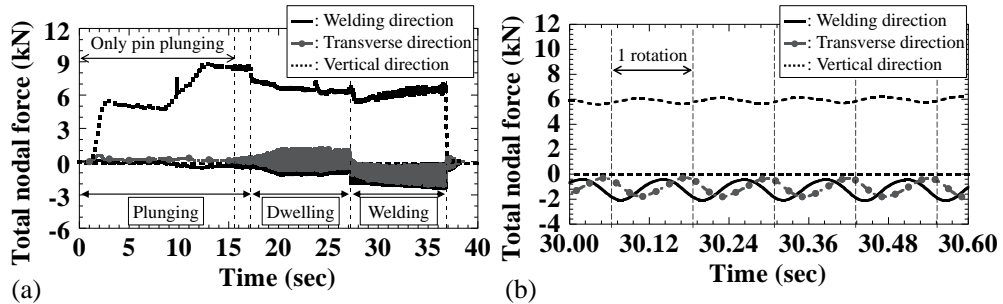 Total nodal force (kN)
12
9
6
3
0
-3
-6
: Welding direction
: Transverse direction
: Vertical direction
Only pin plunging
Plunging
Dwelling
Welding
0 5 10 15 20 25 30 35 40
Time (sec)
(a)
Total nodal force (kN)
12
10
8
6
4
2
0
-2
-4
: Welding direction
: Transverse direction
: Vertical direction
1 rotation
30.00 30.12 30.24 30.36 30.48 30.60
Time (sec)
(b)